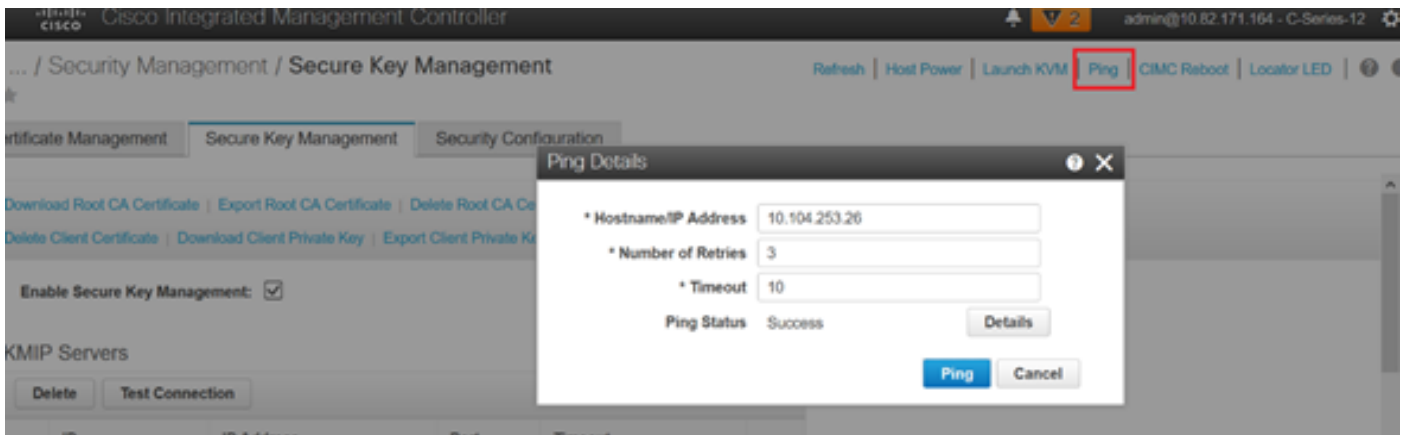 CISCO Cisco Integrated Management Controller 2 admin@10.82.171.164 - C-Series-12
... / Security Management / Secure Key Management
Refresh | Host Power | Launch KVM | Ping | CIMC Reboot | Locator LED |
rtificate Management Secure Key Management Security Configuration
Ping Details
Download Root CA Certificate | Export Root CA Certificate | Delete Root CA Ce
Delete Client Certificate | Download Client Private Key | Export Client Private Ke
Enable Secure Key Management:
* Hostname/IP Address 10.104.253.26
* Number of Retries 3
* Timeout 10
Ping Status Success Details
Ping Cancel
KMIP Servers
Delete Test Connection